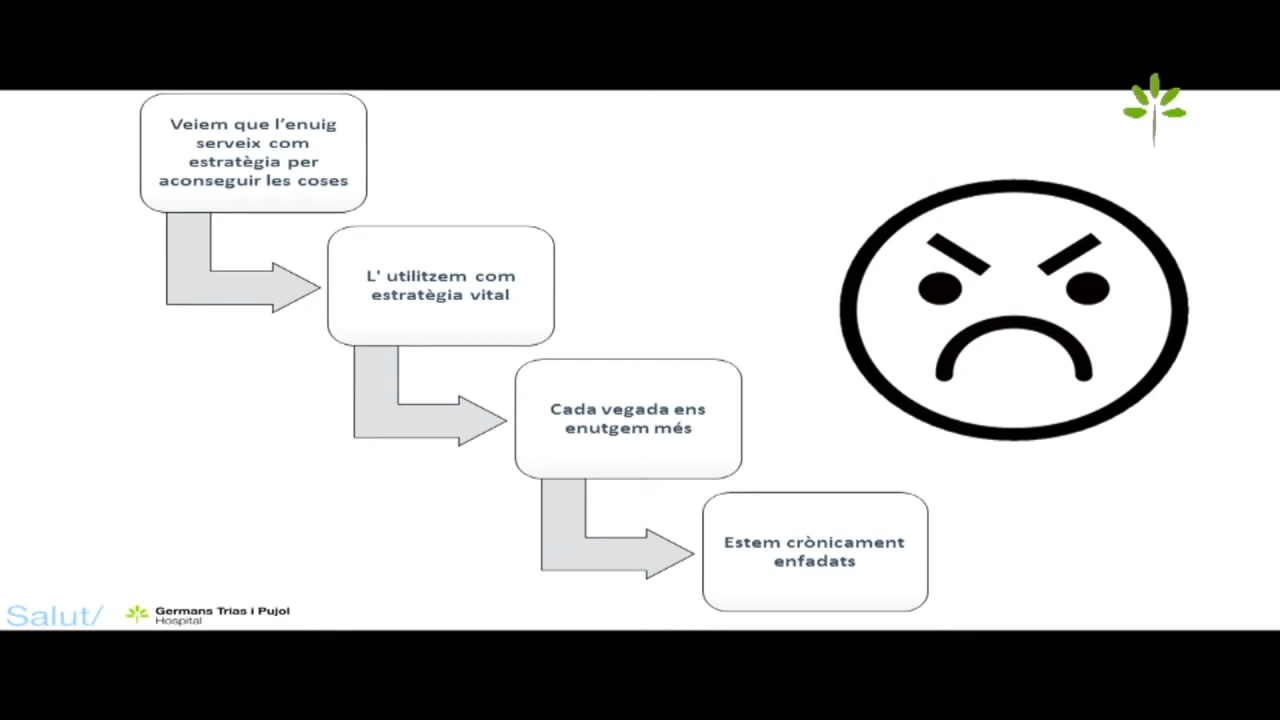 Veiem que l’enuig
serveix com
estratègia per
aconseguir les coses
L' utilitzem com
estratègia vital
Cada vegada ens
enutgem més
Estem crònicament
enfadats
Salut/
Germans Trias i Pujol
Hospital